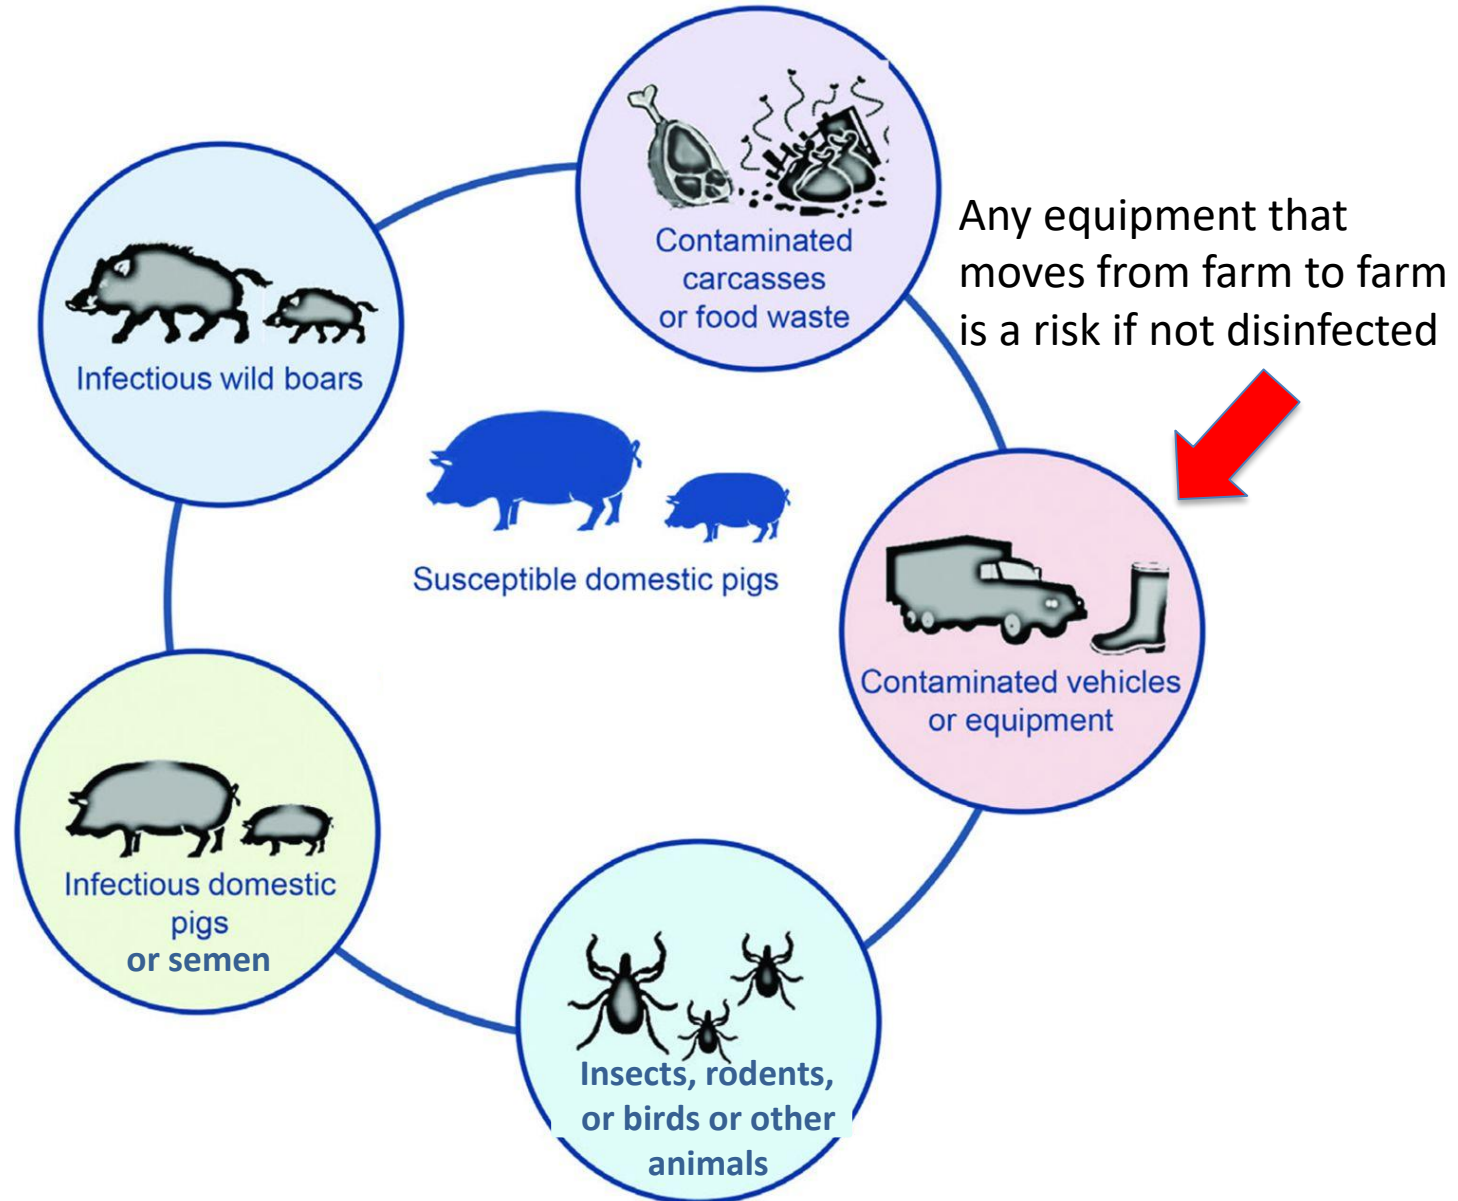 Contaminated
carcasses
or food waste
Any equipment that
moves from farm to farm
is a risk if not disinfected
Infectious wild boars
Susceptible domestic pigs
Contaminated vehicles
or equipment
Infectious domestic
pigs
or semen
Insects, rodents,
or birds or other
animals